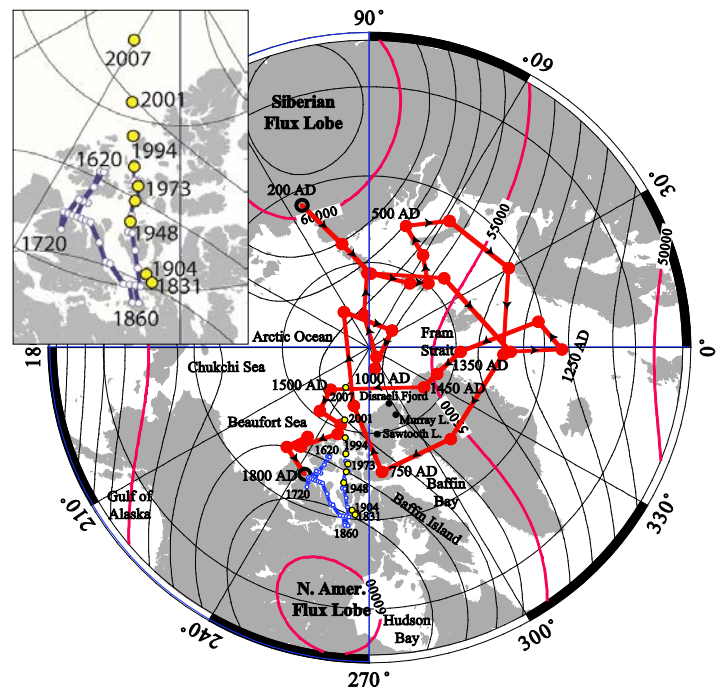 2007
2001
1994
1620
1973
1720
1948
1904
1831
1860
90°
60°
30°
0°
330°
300°
270°
240°
210°
18
Siberian
Flux Lobe
200 AD
60000
500 AD
55000
50000
Arctic Ocean
Fram
Strait
1350 AD
1250 AD
Chukchi Sea
1000 AD
1500 AD
1450 AD
2007
Disraeli Fjord
Beaufort Sea
2001
Murray L.
55000
1994
Sawtooth L.
1620
1973
750 AD
1800 AD
1948
Baffin
Bay
1720
Gulf of
Alaska
1904
1831
Baffin Island
1860
N. Amer.
Flux Lobe
60000
Hudson
Bay